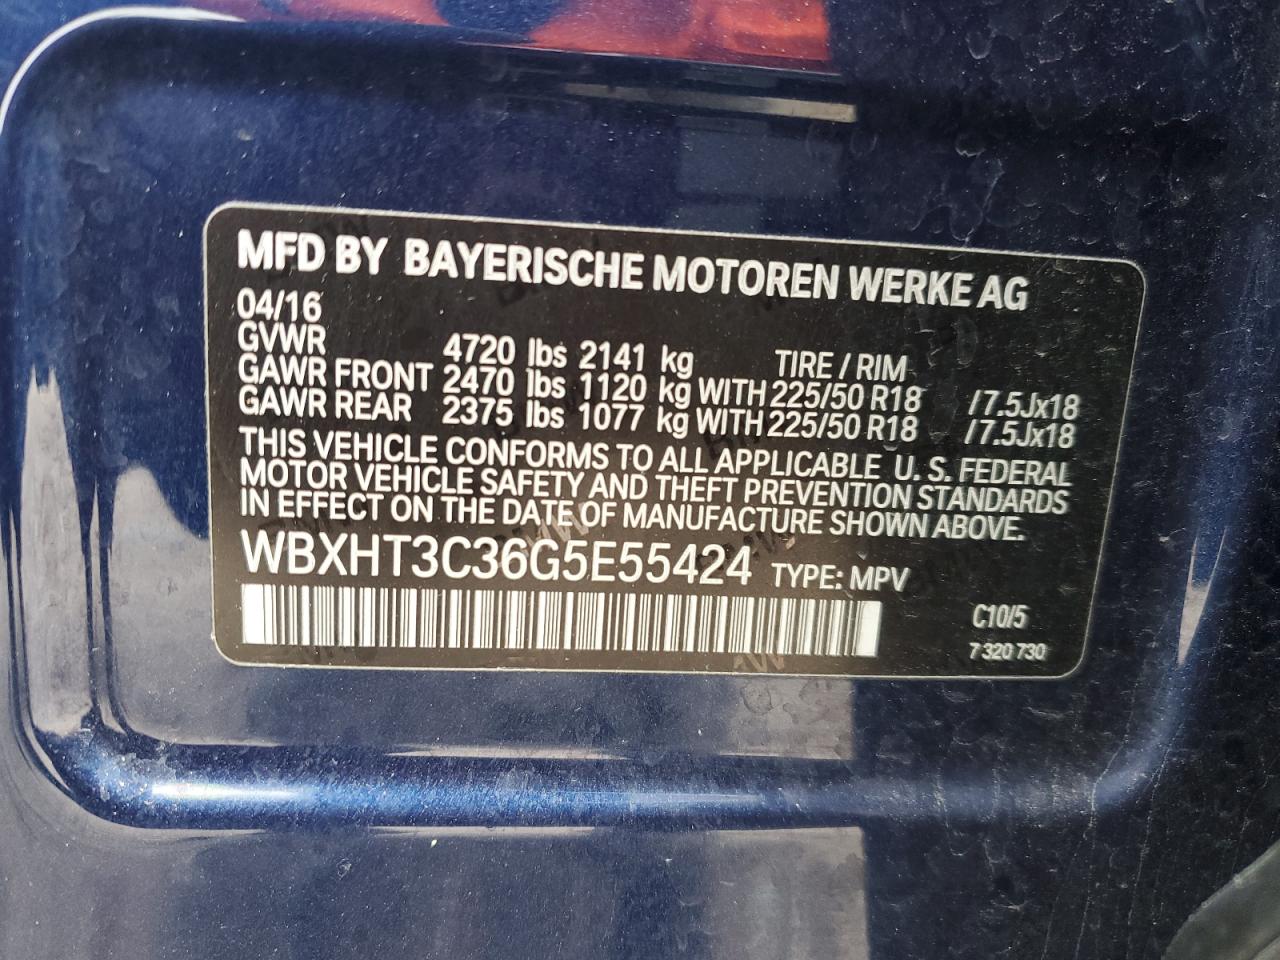 MFD BY BAYERISCHE MOTOREN WERKE AG
04/16
GVWR 4720 lbs 2141 kg TIRE / RIM
GAWR FRONT 2470 lbs 1120 kg WITH 225/50 R18 /7.5Jx18
GAWR REAR 2375 lbs 1077 kg WITH 225/50 R18 /7.5Jx18
THIS VEHICLE CONFORMS TO ALL APPLICABLE U. S. FEDERAL
MOTOR VEHICLE SAFETY AND THEFT PREVENTION STANDARDS
IN EFFECT ON THE DATE OF MANUFACTURE SHOWN ABOVE.
WBXHT3C36G5E55424 TYPE: MPV
C10/5
7 320 730